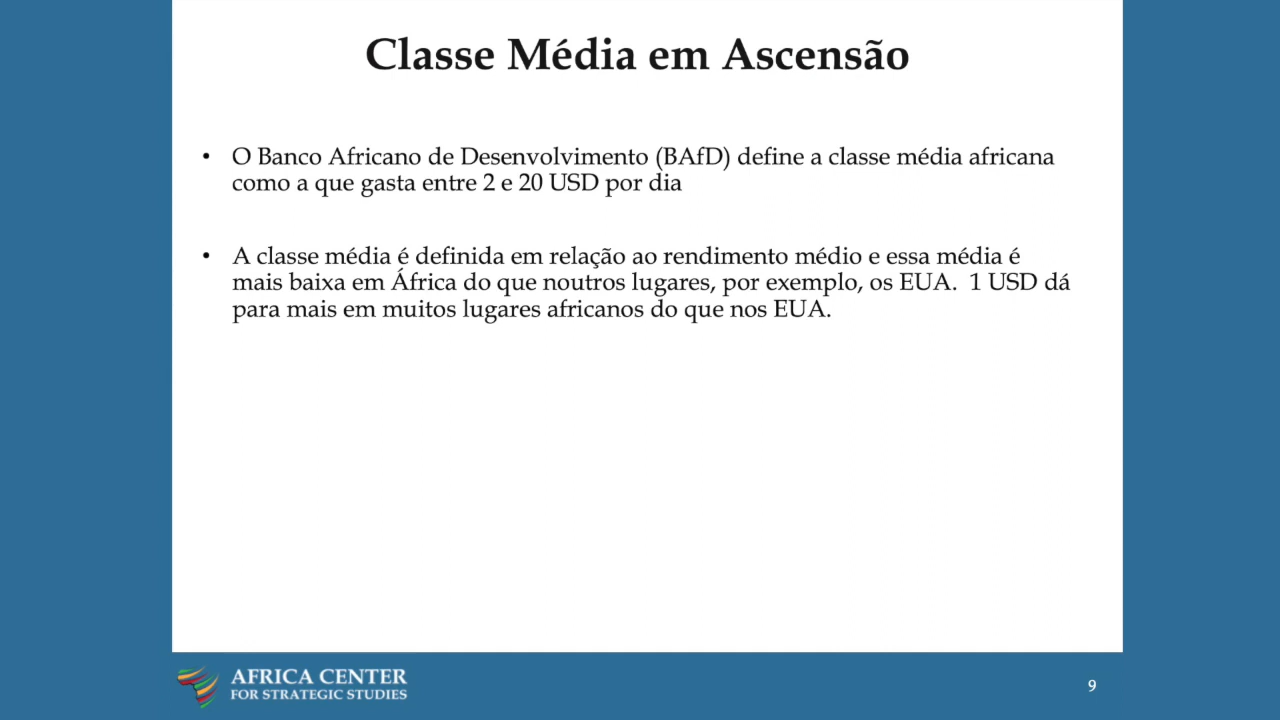 Classe Média em Ascensão
• O Banco Africano de Desenvolvimento (BAfD) define a classe média africana
como a que gasta entre 2 e 20 USD por dia
• A classe média é definida em relação ao rendimento médio e essa média é
mais baixa em África do que noutros lugares, por exemplo, os EUA.  1 USD dá
para mais em muitos lugares africanos do que nos EUA.
AFRICA CENTER
FOR STRATEGIC STUDIES
9